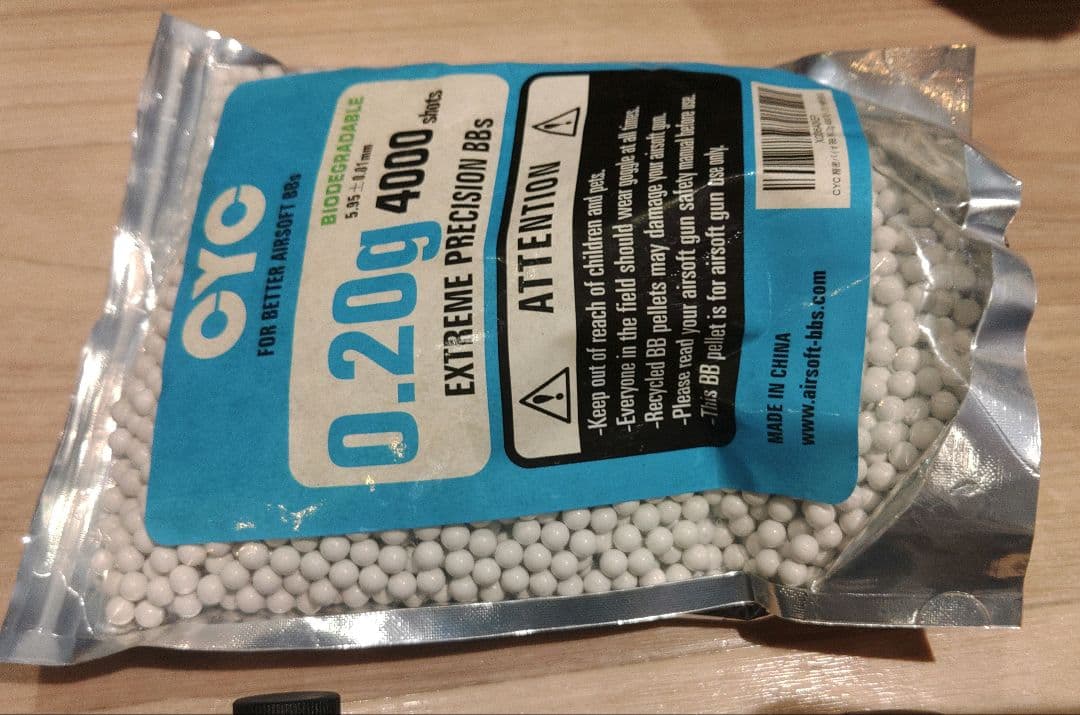 CYC
FOR BETTER AIRSOFT BBs
BIODEGRADABLE
5.95±0.01mm
0.20g 4000 shots
EXTREME PRECISION BBs
ATTENTION
-Keep out of reach of children and pets.
-Everyone in the field should wear goggle at all times.
-Recycled BB pellets may damage your airsoft gun.
-Please read your airsoft gun safety manual before use.
-This BB pellet is for airsoft gun use only.
MADE IN CHINA
www.airsoft-bbs.com
CYC